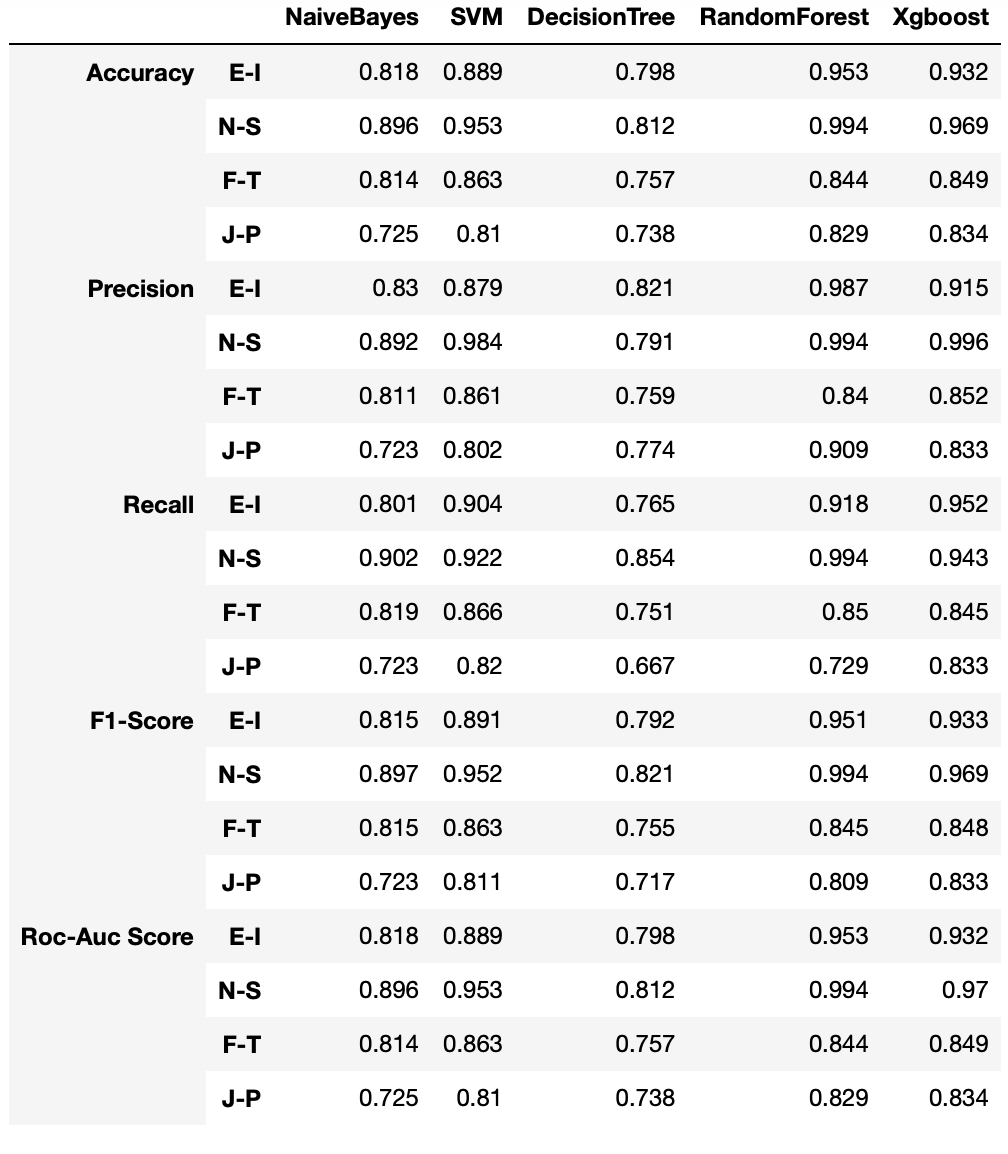 NaiveBayes SVM DecisionTree RandomForest Xgboost
Accuracy E-I 0.818 0.889 0.798 0.953 0.932
N-S 0.896 0.953 0.812 0.994 0.969
F-T 0.814 0.863 0.757 0.844 0.849
J-P 0.725 0.81 0.738 0.829 0.834
Precision E-I 0.83 0.879 0.821 0.987 0.915
N-S 0.892 0.984 0.791 0.994 0.996
F-T 0.811 0.861 0.759 0.84 0.852
J-P 0.723 0.802 0.774 0.909 0.833
Recall E-I 0.801 0.904 0.765 0.918 0.952
N-S 0.902 0.922 0.854 0.994 0.943
F-T 0.819 0.866 0.751 0.85 0.845
J-P 0.723 0.82 0.667 0.729 0.833
F1-Score E-I 0.815 0.891 0.792 0.951 0.933
N-S 0.897 0.952 0.821 0.994 0.969
F-T 0.815 0.863 0.755 0.845 0.848
J-P 0.723 0.811 0.717 0.809 0.833
Roc-Auc Score E-I 0.818 0.889 0.798 0.953 0.932
N-S 0.896 0.953 0.812 0.994 0.97
F-T 0.814 0.863 0.757 0.844 0.849
J-P 0.725 0.81 0.738 0.829 0.834